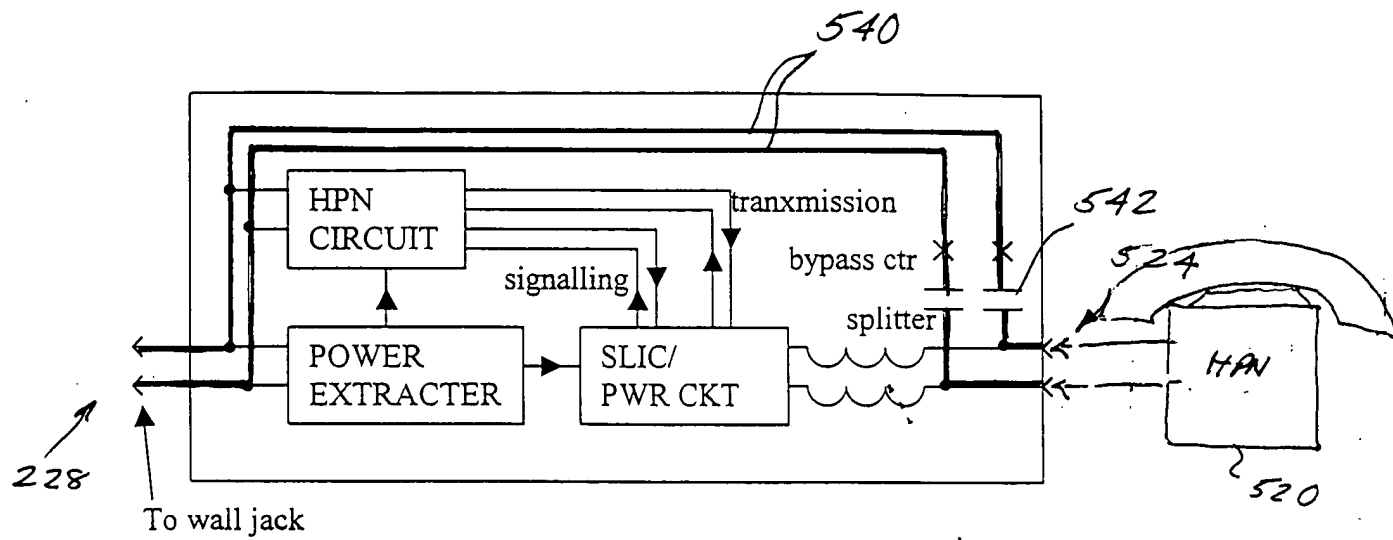 540
HPN
CIRCUIT
tranxmission
542
signalling
bypass ctr
524
splitter
POWER
EXTRACTER
SLIC/
PWR CKT
HPN
228
520
To wall jack